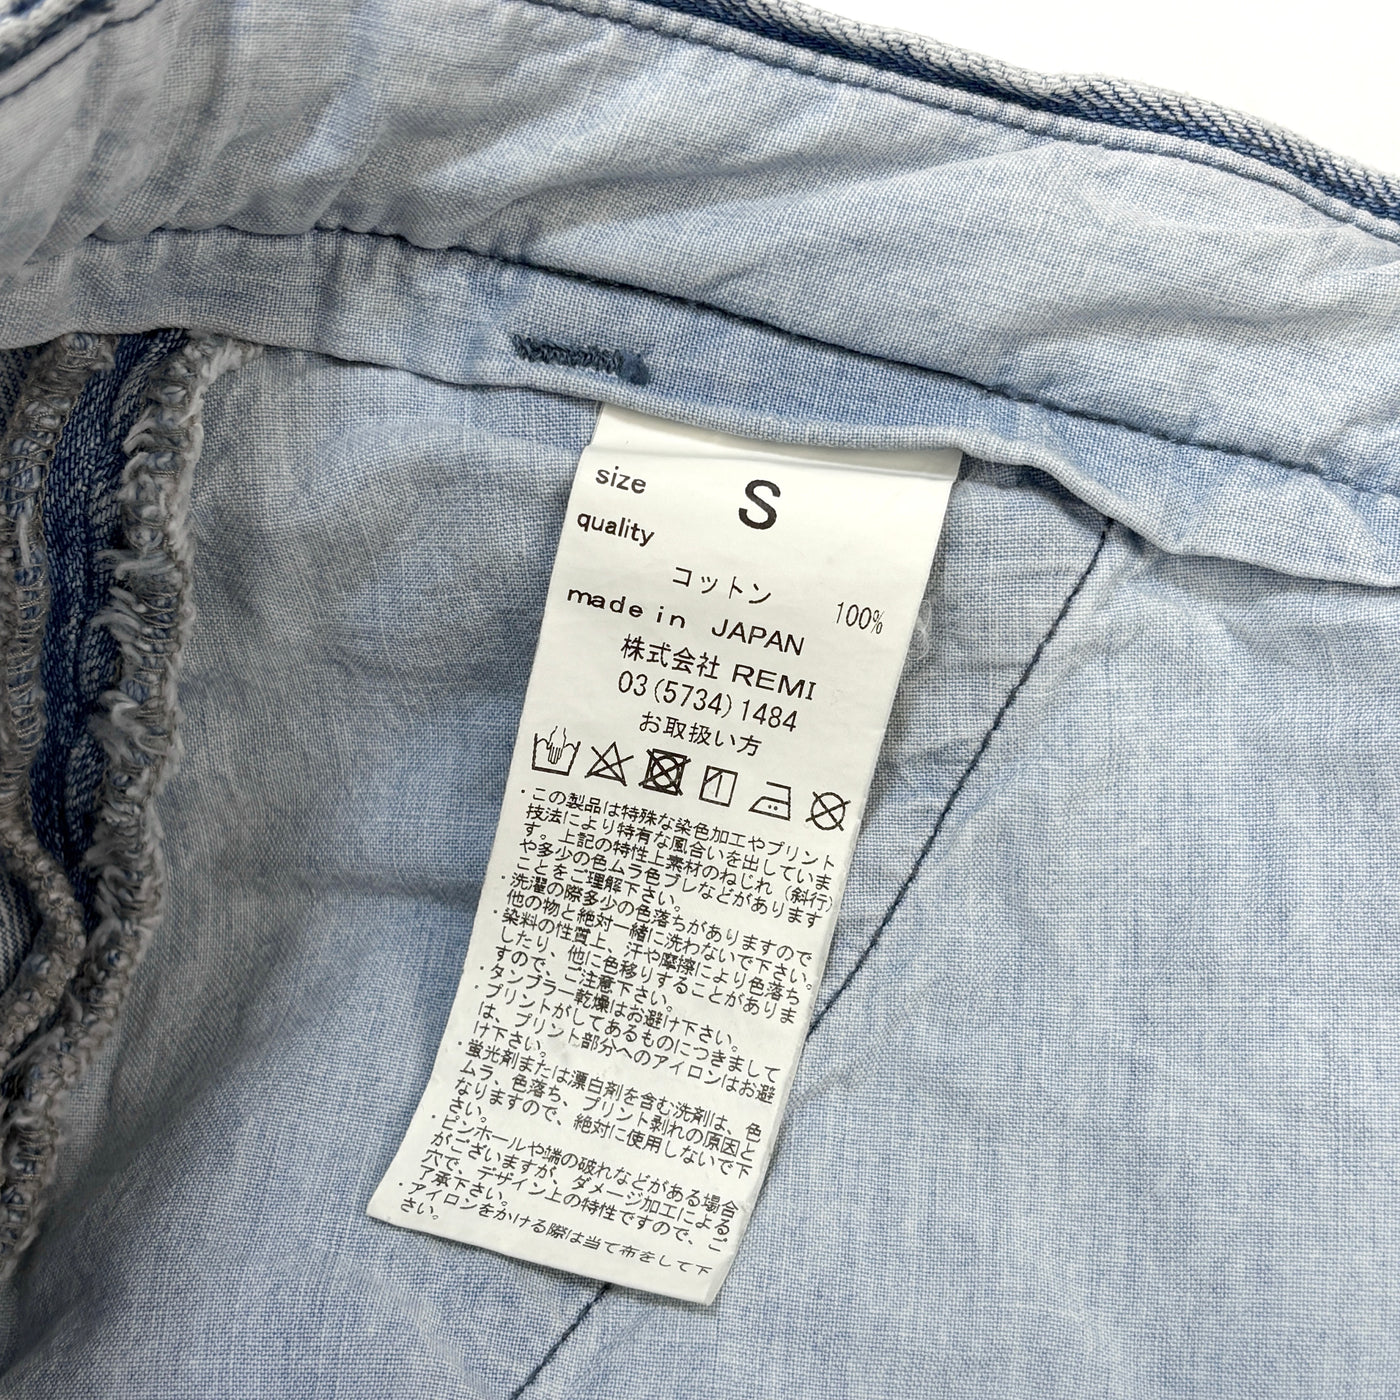 size S
quality
コットン 100%
made in JAPAN
株式会社 REMI
03(5734)1484
お取扱い方
・この製品は特殊な染色加工やプリント
技法により特有な風合いを出していま
す。上記の特性上素材のねじれ（斜行）
や多少の色ムラ色ブレなどがあります
ことをご理解下さい。
・洗濯の際多少の色落ちがありますので
他の物と絶対一緒に洗わないで下さい。
・染料の性質上、汗や摩擦により色落ち
したり、他に色移りすることがありま
すので、ご注意下さい。
・タンブラー乾燥はお避け下さい。
・プリントがしてあるものにつきまして
は、プリント部分へのアイロンはお避
け下さい。
・蛍光剤または漂白剤を含む洗剤は、色
ムラ、色落ち、プリント剥れの原因と
なりますので、絶対に使用しないで下
さい。
・ピンホールや端の破れなどがある場合
がございますが、ダメージ加工による
穴で、デザイン上の特性ですので、ご
了承下さい。
・アイロンをかける際は当て布をして下
さい。